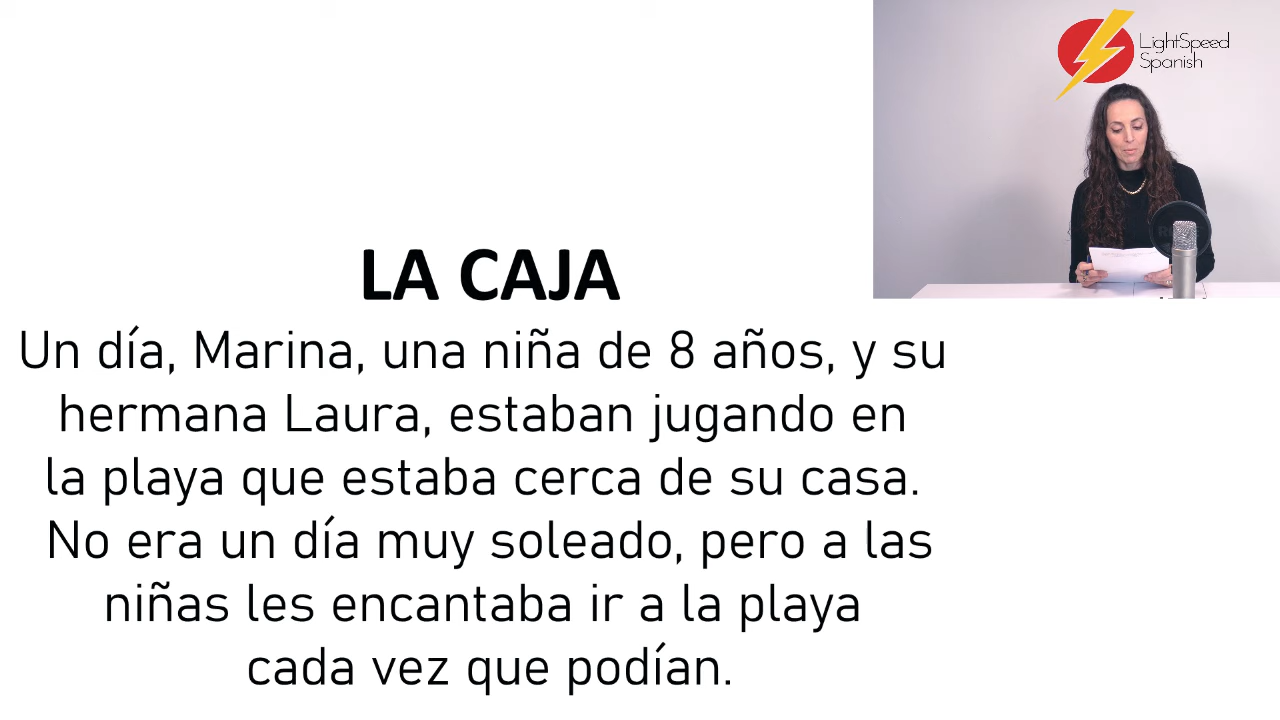 LightSpeed
Spanish
LA CAJA
Un día, Marina, una niña de 8 años, y su
hermana Laura, estaban jugando en
la playa que estaba cerca de su casa.
No era un día muy soleado, pero a las
niñas les encantaba ir a la playa
cada vez que podían.